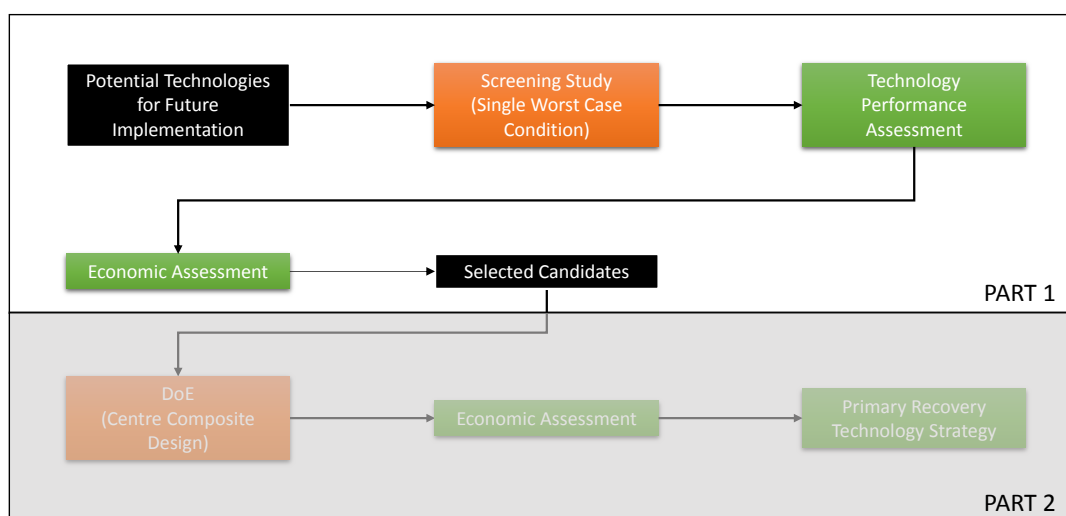 Potential Technologies
for Future
Implementation
Screening Study
(Single Worst Case
Condition)
Technology
Performance
Assessment
Economic Assessment
Selected Candidates
PART 1
DoE
(Centre Composite
Design)
Economic Assessment
Primary Recovery
Technology Strategy
PART 2